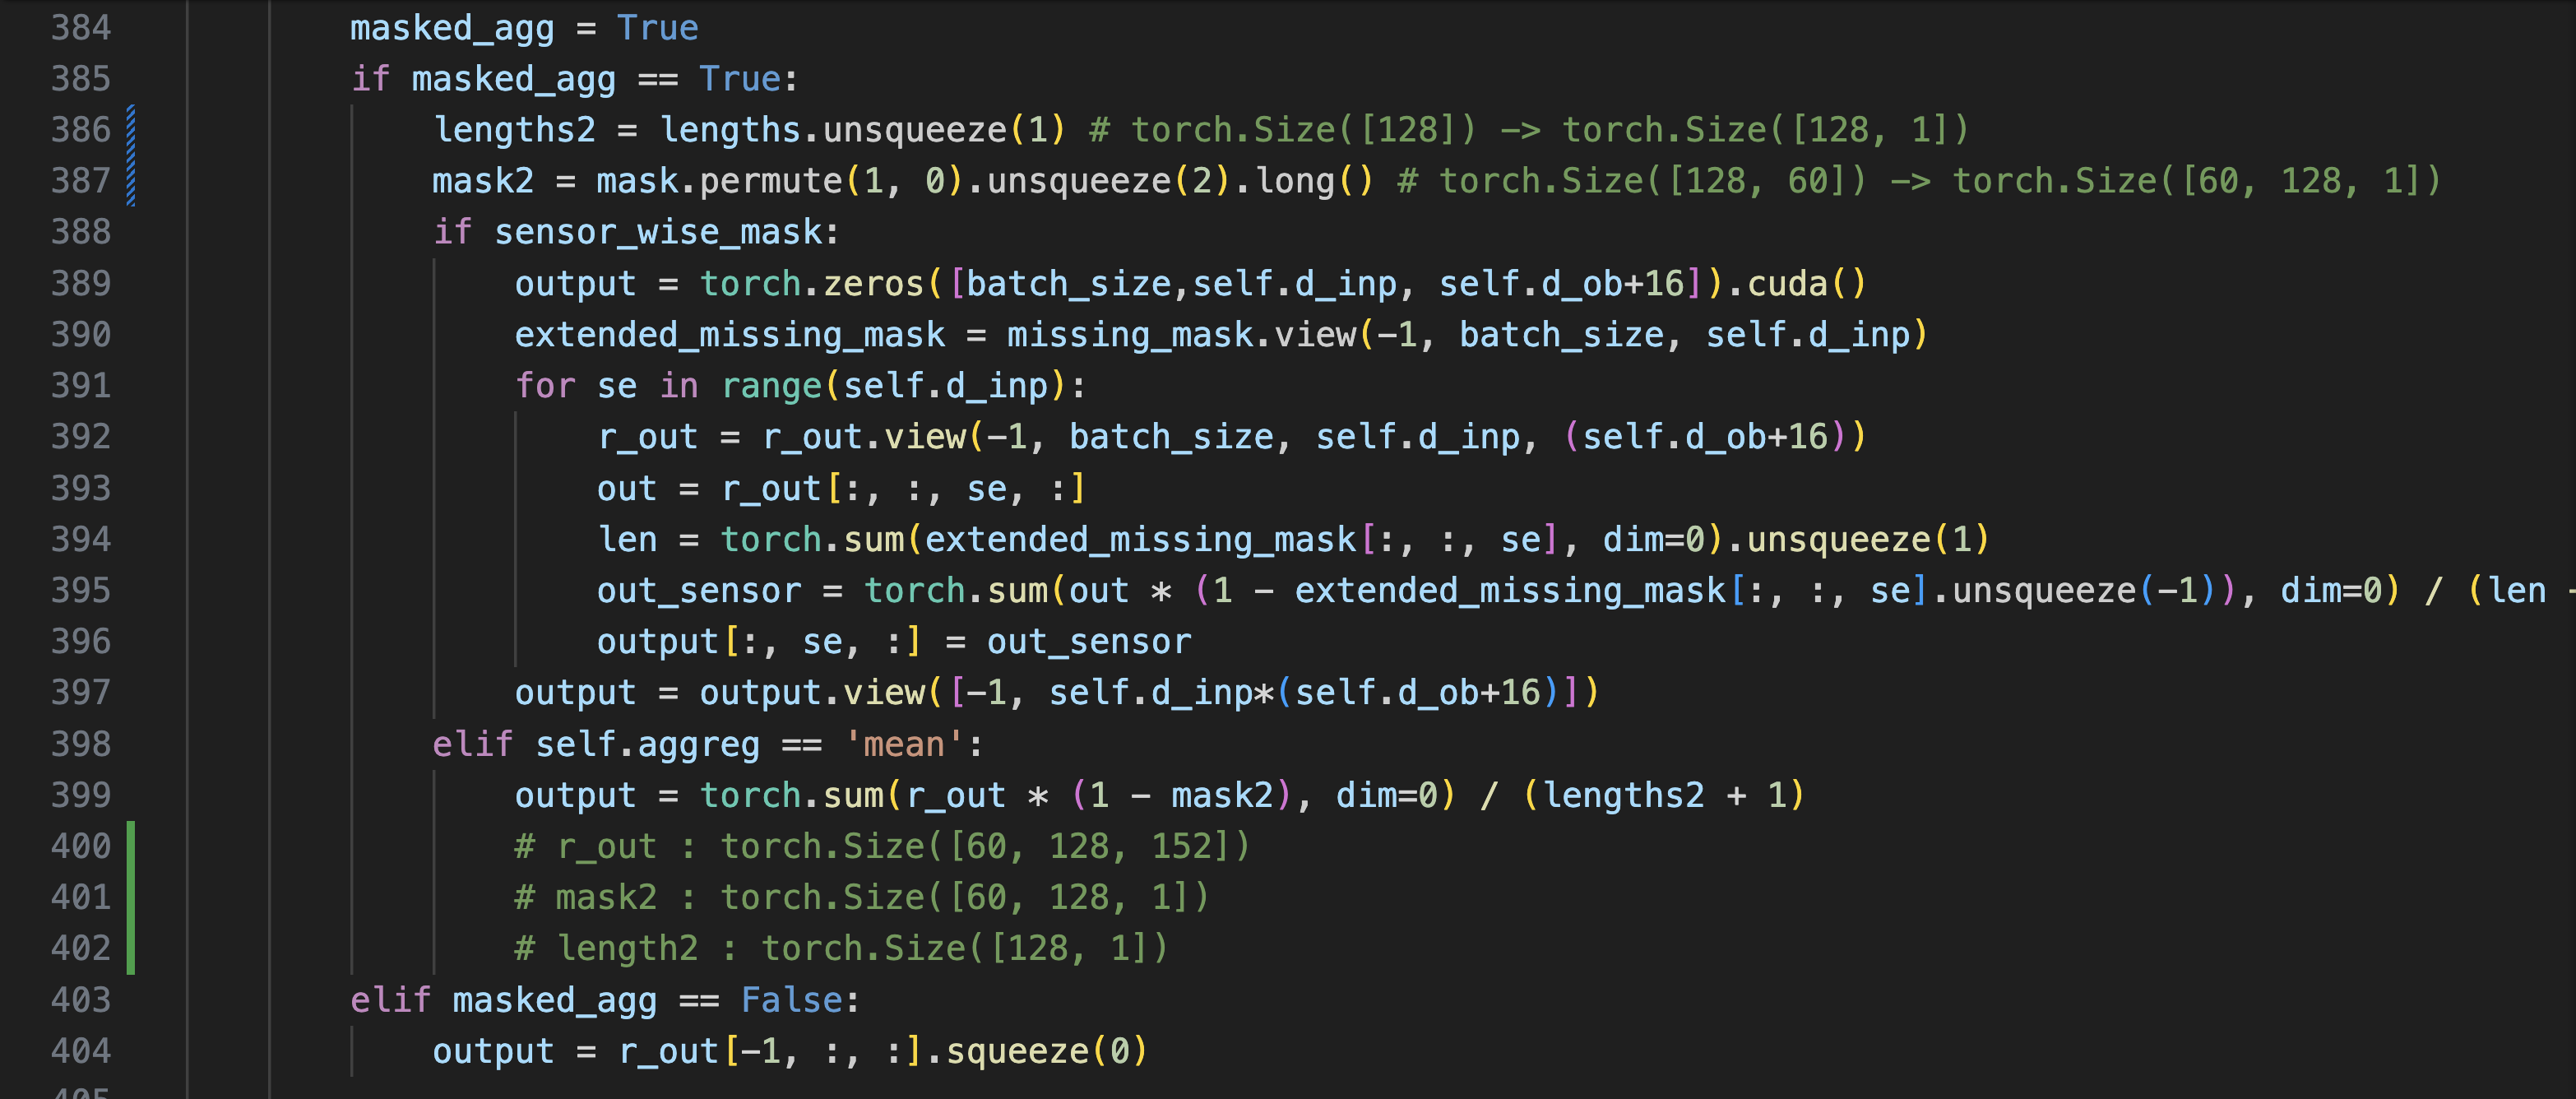 384 masked_agg = True
385 if masked_agg == True:
386 lengths2 = lengths.unsqueeze(1) # torch.Size([128]) -> torch.Size([128, 1])
387 mask2 = mask.permute(1, 0).unsqueeze(2).long() # torch.Size([128, 60]) -> torch.Size([60, 128, 1])
388 if sensor_wise_mask:
389 output = torch.zeros([batch_size,self.d_inp, self.d_ob+16]).cuda()
390 extended_missing_mask = missing_mask.view(-1, batch_size, self.d_inp)
391 for se in range(self.d_inp):
392 r_out = r_out.view(-1, batch_size, self.d_inp, (self.d_ob+16))
393 out = r_out[:, :, se, :]
394 len = torch.sum(extended_missing_mask[:, :, se], dim=0).unsqueeze(1)
395 out_sensor = torch.sum(out * (1 - extended_missing_mask[:, :, se].unsqueeze(-1)), dim=0) / (len
396 output[:, se, :] = out_sensor
397 output = output.view([-1, self.d_inp*(self.d_ob+16)])
398 elif self.aggreg == 'mean':
399 output = torch.sum(r_out * (1 - mask2), dim=0) / (lengths2 + 1)
400 # r_out : torch.Size([60, 128, 152])
401 # mask2 : torch.Size([60, 128, 1])
402 # length2 : torch.Size([128, 1])
403 elif masked_agg == False:
404 output = r_out[-1, :, :].squeeze(0)